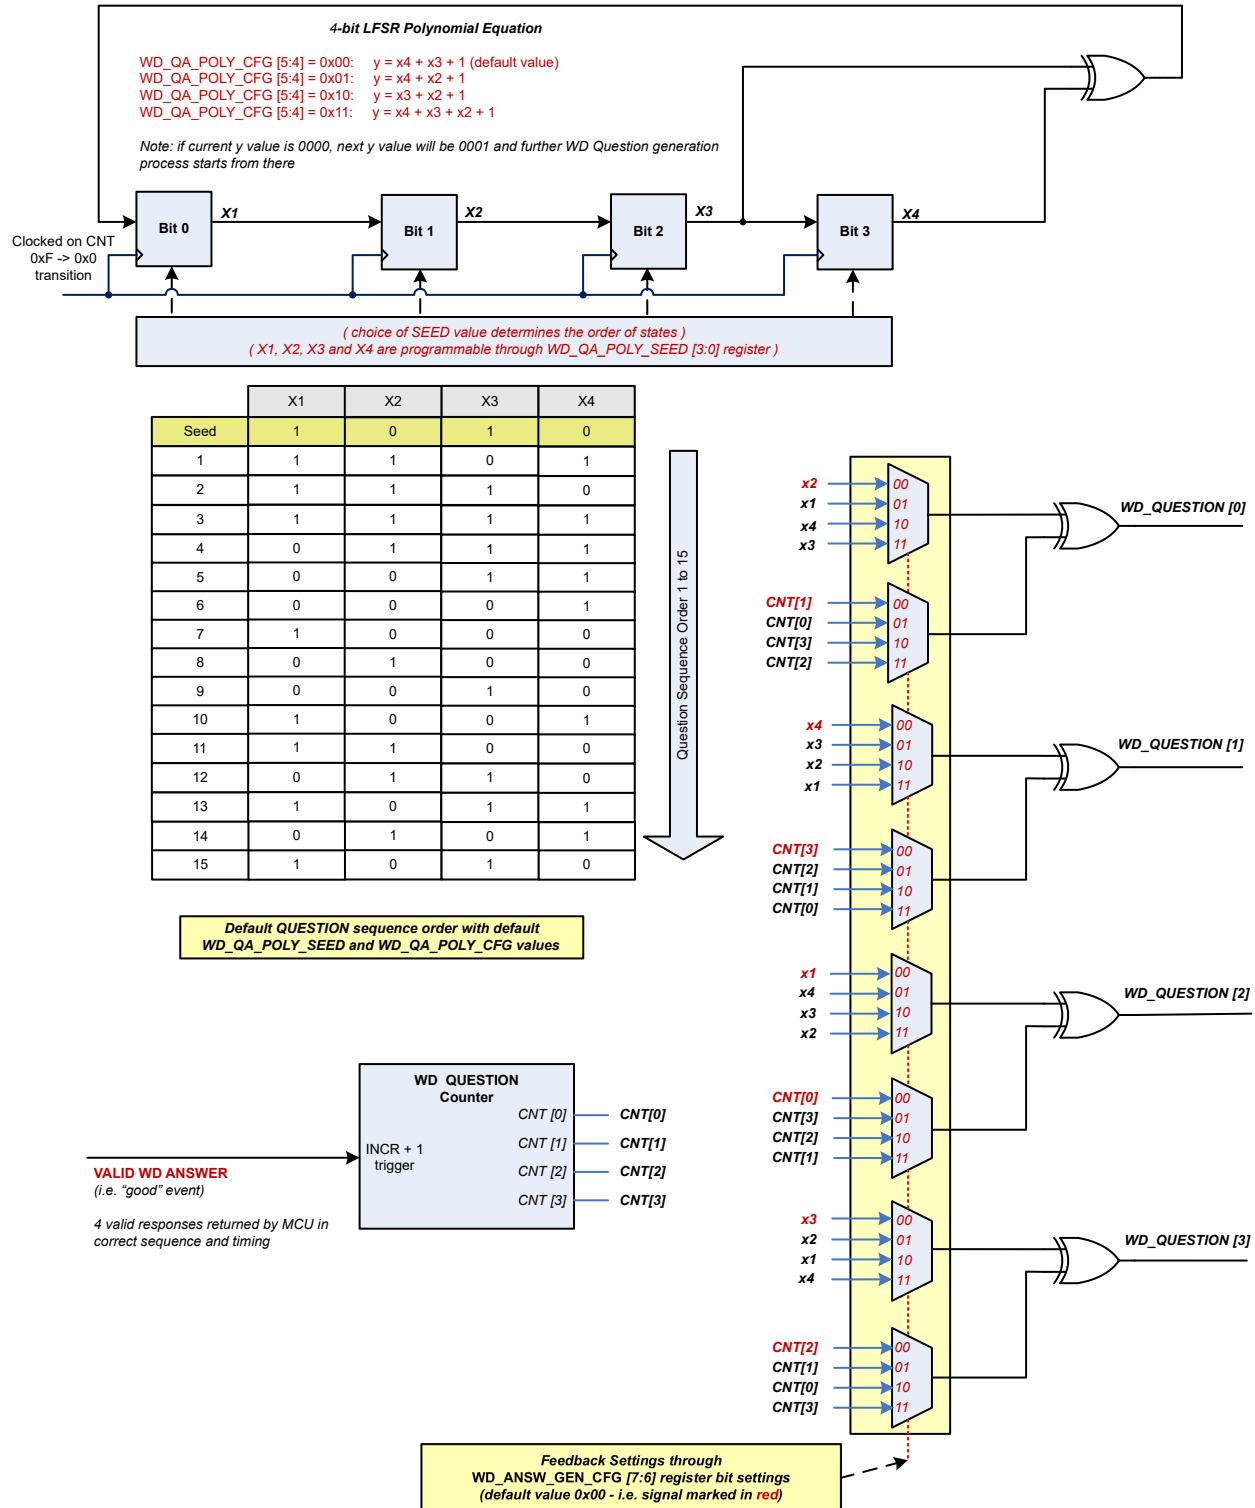 4-bit LFSR Polynomial Equation
WD_QA_POLY_CFG [5:4] = 0x00: y = x4 + x3 + 1 (default value)
WD_QA_POLY_CFG [5:4] = 0x01: y = x4 + x2 + 1
WD_QA_POLY_CFG [5:4] = 0x10: y = x3 + x2 + 1
WD_QA_POLY_CFG [5:4] = 0x11: y = x4 + x3 + x2 + 1
Note: if current y value is 0000, next y value will be 0001 and further WD Question generation
process starts from there
Bit 0
X1
Bit 1
X2
Bit 2
X3
Bit 3
X4
Clocked on CNT
0xF -> 0x0
transition
( choice of SEED value determines the order of states )
( X1, X2, X3 and X4 are programmable through WD_QA_POLY_SEED [3:0] register )
X1 X2 X3 X4
Seed 1 0 1 0
1 1 1 0 1
2 1 1 1 0
3 1 1 1 1
4 0 1 1 1
5 0 0 1 1
6 0 0 0 1
7 1 0 0 0
8 0 1 0 0
9 0 0 1 0
10 1 0 0 1
11 1 1 0 0
12 0 1 1 0
13 1 0 1 1
14 0 1 0 1
15 1 0 1 0
Question Sequence Order 1 to 15
Default QUESTION sequence order with default
WD_QA_POLY_SEED and WD_QA_POLY_CFG values
x2 00
x1 01
x4 10
x3 11
WD_QUESTION [0]
CNT[1] 00
CNT[0] 01
CNT[3] 10
CNT[2] 11
x4 00
x3 01
x2 10
x1 11
WD_QUESTION [1]
CNT[3] 00
CNT[2] 01
CNT[1] 10
CNT[0] 11
x1 00
x4 01
x3 10
x2 11
WD_QUESTION [2]
CNT[0] 00
CNT[3] 01
CNT[2] 10
CNT[1] 11
x3 00
x2 01
x1 10
x4 11
WD_QUESTION [3]
CNT[2] 00
CNT[1] 01
CNT[0] 10
CNT[3] 11
WD QUESTION
Counter
CNT [0] CNT[0]
CNT [1] CNT[1]
CNT [2] CNT[2]
CNT [3] CNT[3]
INCR + 1
trigger
VALID WD ANSWER
(i.e. “good” event)
4 valid responses returned by MCU in
correct sequence and timing
Feedback Settings through
WD_ANSW_GEN_CFG [7:6] register bit settings
(default value 0x00 - i.e. signal marked in red)